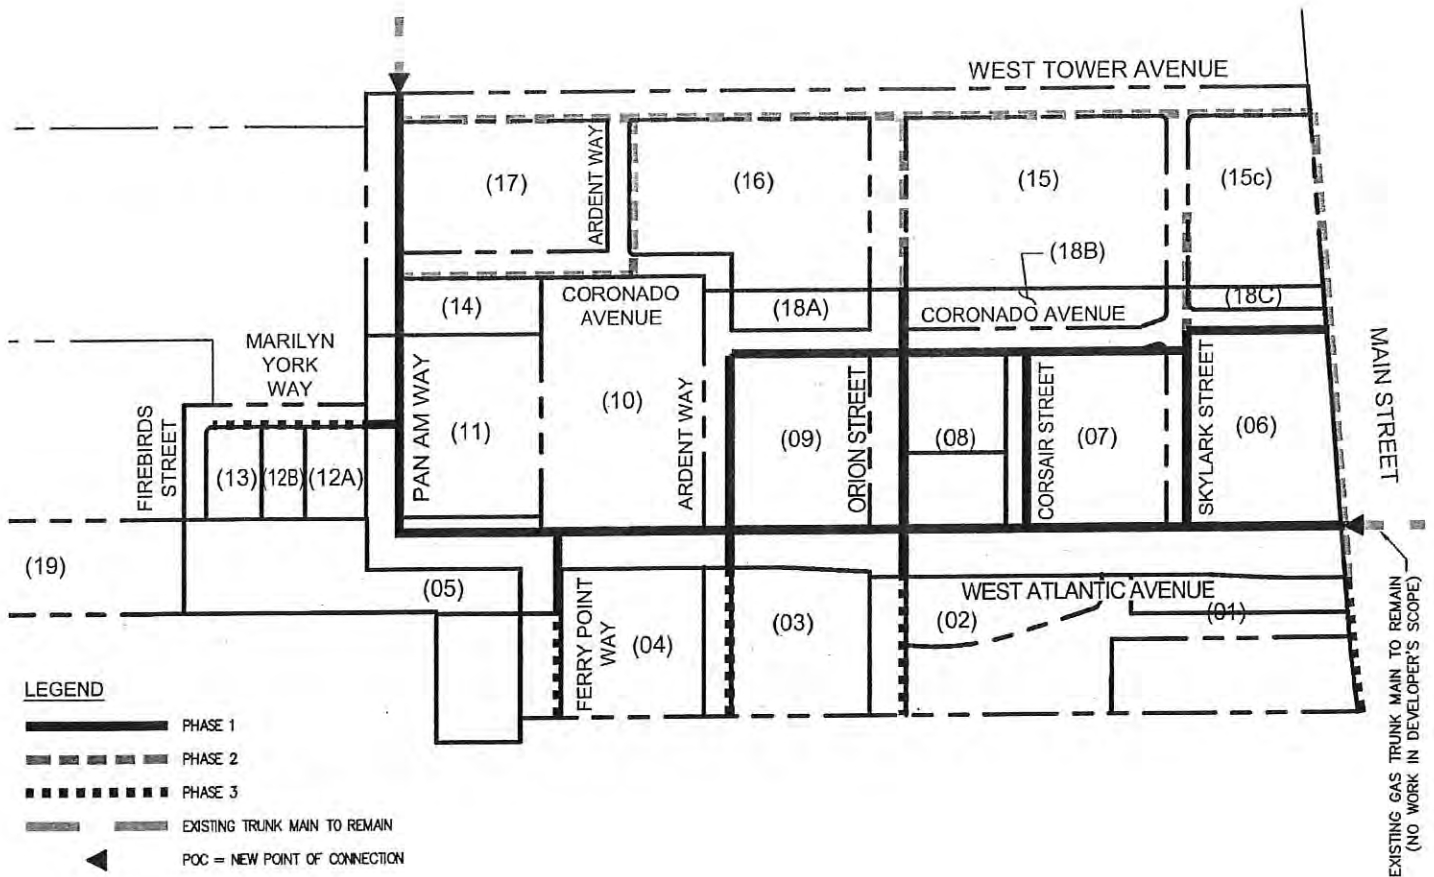 WEST TOWER AVENUE
(17)
ARDENT WAY
(16)
(15)
(15c)
(18B)
(14)
CORONADO
AVENUE
(18A)
CORONADO AVENUE
(18C)
MARILYN
YORK
WAY
FIREBIRDS
STREET
PAN AM WAY
(11)
(10)
ARDENT WAY
(09)
ORION STREET
(08)
CORSAIR STREET
(07)
SKYLARK STREET
(06)
MAIN STREET
(13)
(12B)
(12A)
(19)
(05)
FERRY POINT
WAY
(04)
(03)
(02)
WEST ATLANTIC AVENUE
(01)
EXISTING GAS TRUNK MAIN TO REMAIN
(NO WORK IN DEVELOPER'S SCOPE)
LEGEND
PHASE 1
PHASE 2
PHASE 3
EXISTING TRUNK MAIN TO REMAIN
POC = NEW POINT OF CONNECTION